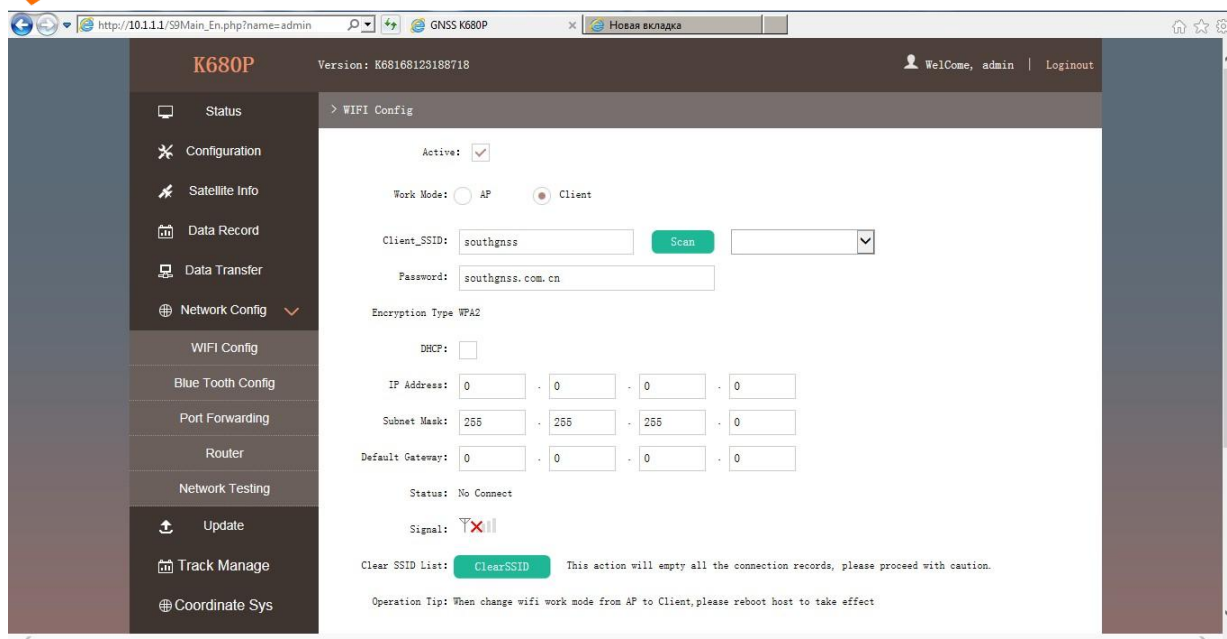 http://10.1.1.1/S9Main_En.php?name=admin
GNSS K680P
Новая вкладка
K680P
Version: K68168123188718
WelCome, admin | Loginout
Status
> WIFI Config
Configuration
Active:
Satellite Info
Work Mode: AP Client
Data Record
Client_SSID: southgnss Scan
Data Transfer
Password: southgnss.com.cn
Network Config
Encryption Type WPA2
WIFI Config
DHCP:
Blue Tooth Config
IP Address: 0 . 0 . 0 . 0
Port Forwarding
Subnet Mask: 255 . 255 . 255 . 0
Router
Default Gateway: 0 . 0 . 0 . 0
Network Testing
Status: No Connect
Update
Signal:
Track Manage
Clear SSID List: ClearSSID This action will empty all the connection records, please proceed with caution.
Coordinate Sys
Operation Tip: When change wifi work mode from AP to Client,please reboot host to take effect